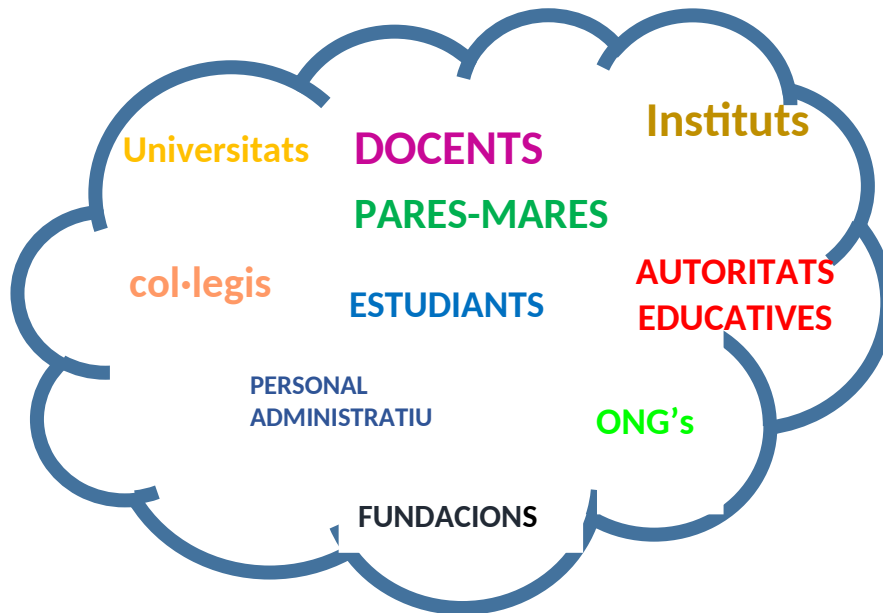 Universitats
DOCENTS
Instituts
PARES-MARES
col·legis
ESTUDIANTS
AUTORITATS
EDUCATIVES
PERSONAL
ADMINISTRATIU
ONG’s
FUNDACIONS